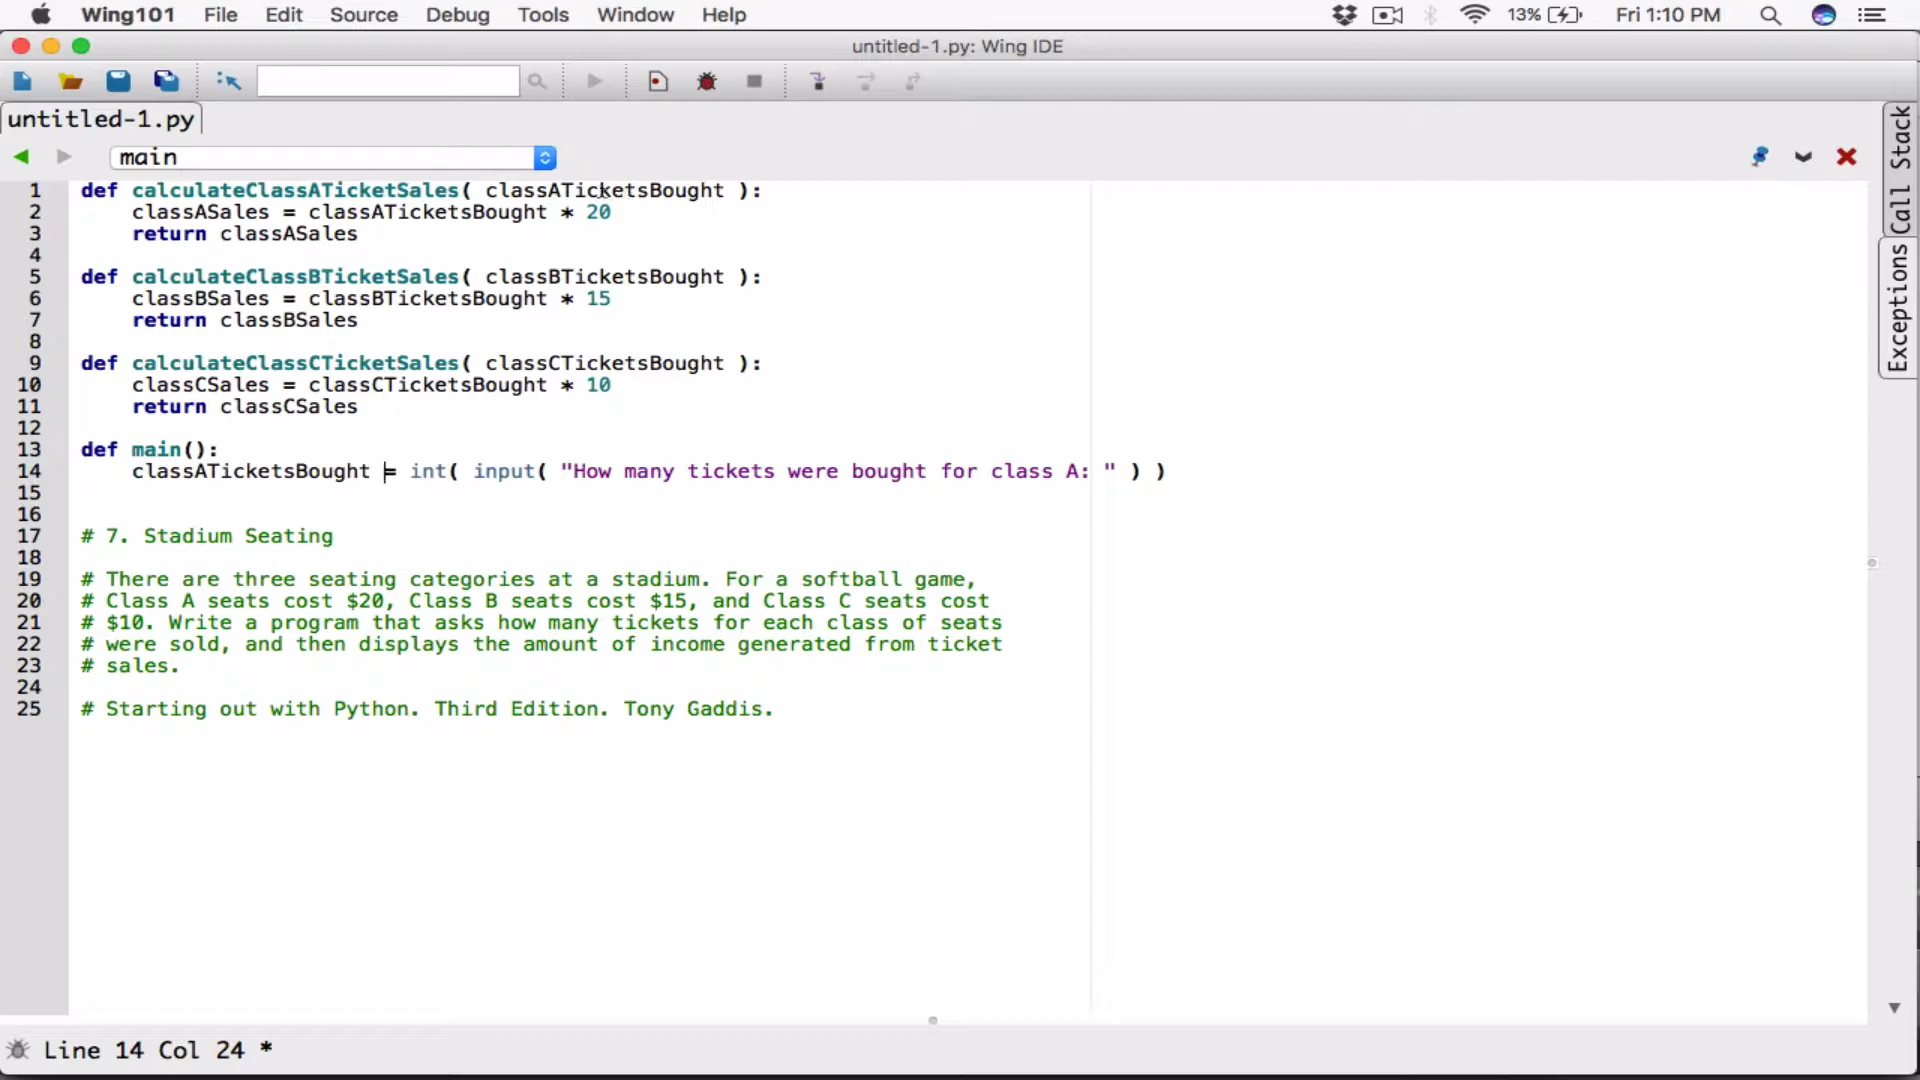 Wing101 File Edit Source Debug Tools Window Help 13% Fri 1:10 PM
untitled-1.py: Wing IDE
untitled-1.py
main
1 def calculateClassATicketSales( classATicketsBought ):
2 classASales = classATicketsBought * 20
3 return classASales
4
5 def calculateClassBTicketSales( classBTicketsBought ):
6 classBSales = classBTicketsBought * 15
7 return classBSales
8
9 def calculateClassCTicketSales( classCTicketsBought ):
10 classCSales = classCTicketsBought * 10
11 return classCSales
12
13 def main():
14 classATicketsBought = int( input( "How many tickets were bought for class A: " ) )
15
16
17 # 7. Stadium Seating
18
19 # There are three seating categories at a stadium. For a softball game,
20 # Class A seats cost $20, Class B seats cost $15, and Class C seats cost
21 # $10. Write a program that asks how many tickets for each class of seats
22 # were sold, and then displays the amount of income generated from ticket
23 # sales.
24
25 # Starting out with Python. Third Edition. Tony Gaddis.
Call Stack
Exceptions
Line 14 Col 24 *